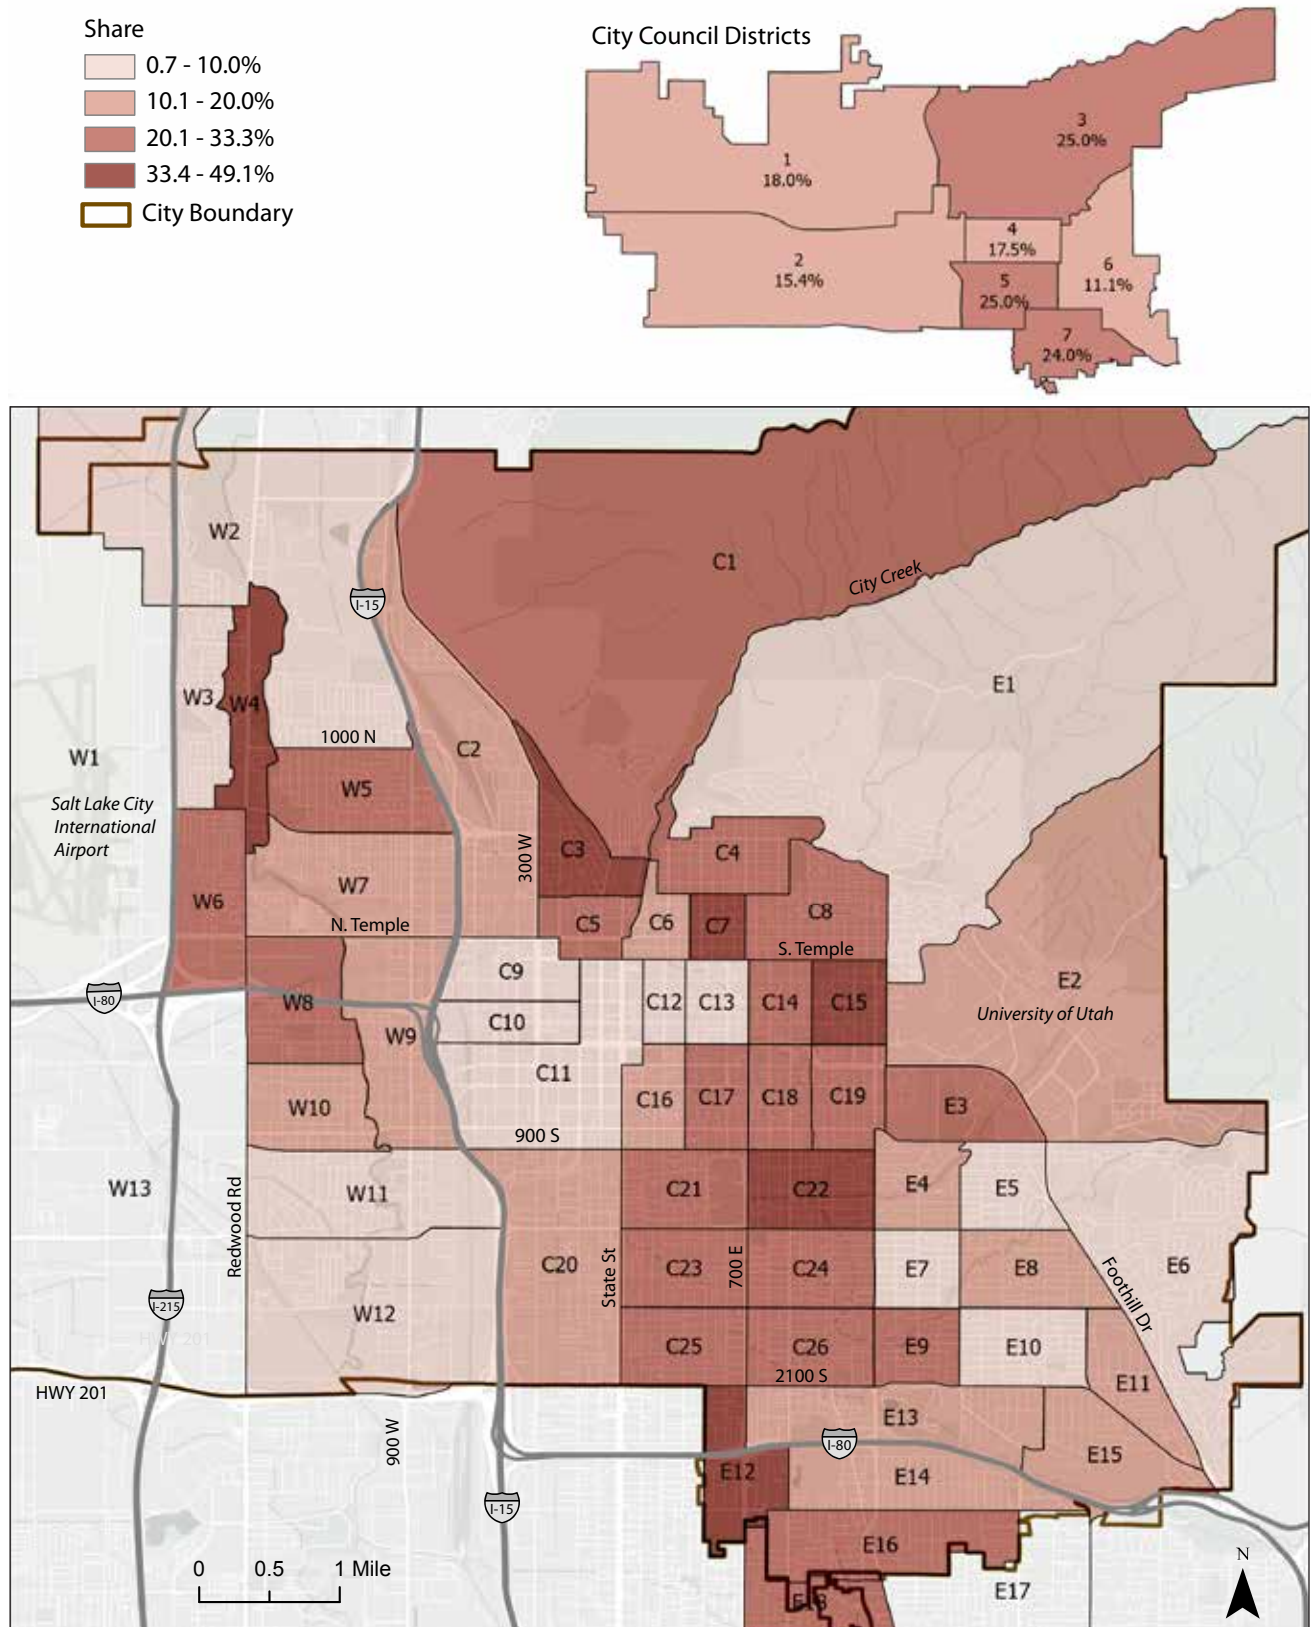 Share
0.7 - 10.0%
10.1 - 20.0%
20.1 - 33.3%
33.4 - 49.1%
City Boundary
City Council Districts
1
18.0%
2
15.4%
3
25.0%
4
17.5%
5
25.0%
6
11.1%
7
24.0%
W2
C1
City Creek
I-15
E1
W3
W4
1000 N
C2
W1
W5
Salt Lake City
International
Airport
300 W
C3
C4
W7
W6
N. Temple
C5
C6
C7
C8
S. Temple
C9
E2
I-80
W8
C12
C13
C14
C15
University of Utah
C10
W9
C11
C16
C17
C18
C19
E3
W10
900 S
W13
W11
C21
C22
E4
E5
Redwood Rd
C20
State St
C23
700 E
C24
E7
E8
E6
Foothill Dr
I-215
W12
HWY 201
C25
C26
E9
E10
2100 S
E11
HWY 201
E13
900 W
I-80
E15
E12
E14
I-15
E16
0 0.5 1 Mile
N
E17
E18